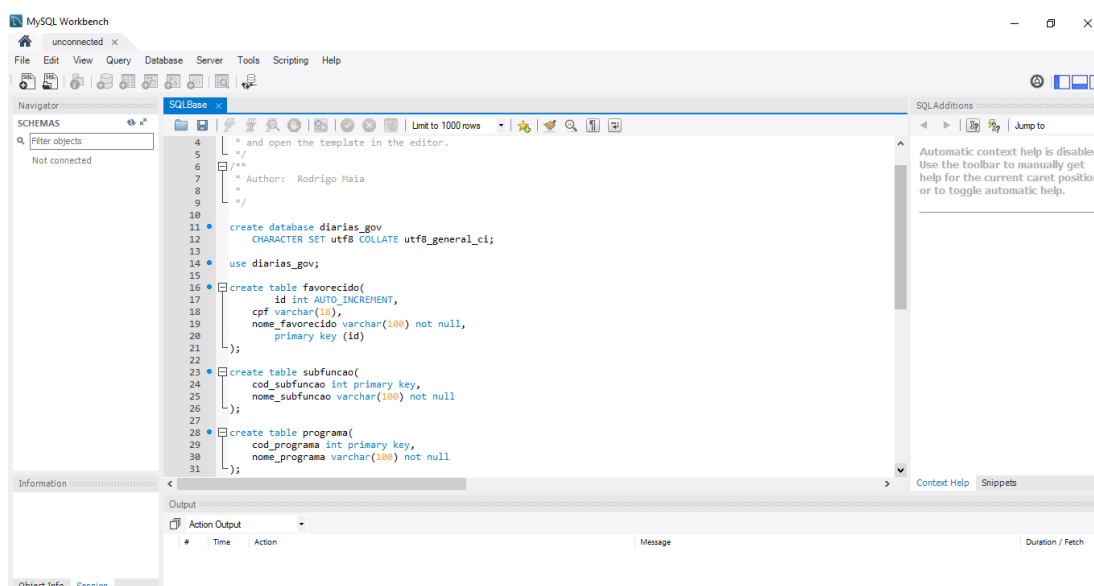 MySQL Workbench
unconnected ×
File Edit View Query Database Server Tools Scripting Help
Navigator
SCHEMAS
Filter objects
Not connected
Information
Object Info Session
SQLBase ×
Limit to 1000 rows
4 * and open the template in the editor.
5 */
6 /**
7 * Author: Rodrigo Maia
8 *
9 */
10
11 create database diarias_gov
12 CHARACTER SET utf8 COLLATE utf8_general_ci;
13
14 use diarias_gov;
15
16 create table favorecido(
17 id int AUTO_INCREMENT,
18 cpf varchar(18),
19 nome_favorecido varchar(100) not null,
20 primary key (id)
21 );
22
23 create table subfuncao(
24 cod_subfuncao int primary key,
25 nome_subfuncao varchar(100) not null
26 );
27
28 create table programa(
29 cod_programa int primary key,
30 nome_programa varchar(100) not null
31 );
Output
Action Output
# Time Action Message Duration / Fetch
SQLAdditions
Jump to
Automatic context help is disabled
Use the toolbar to manually get
help for the current caret positio
or to toggle automatic help.
Context Help Snippets